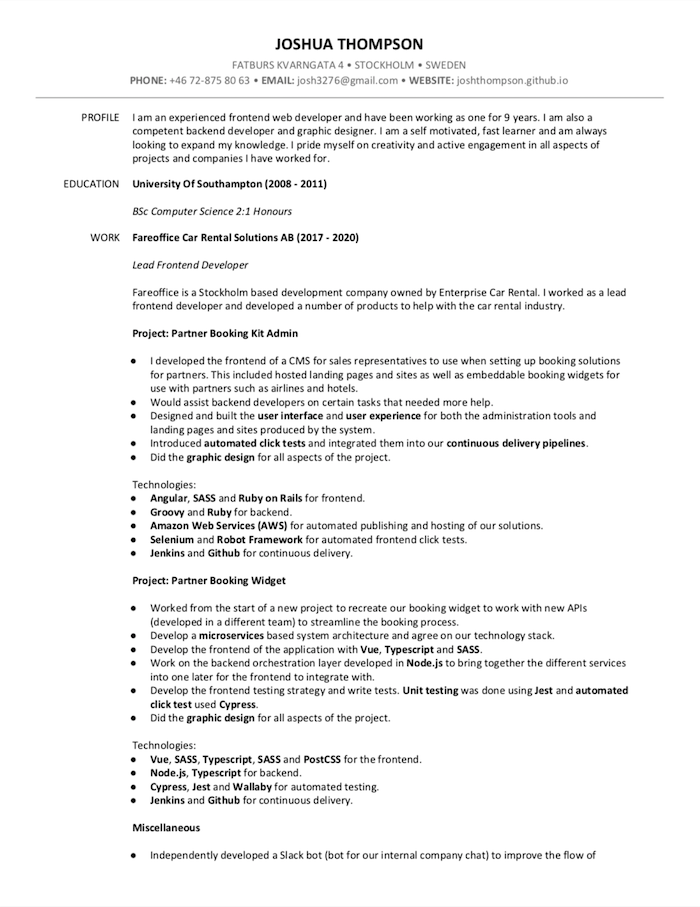 JOSHUA THOMPSON
FATBURS KVARNGATA 4 • STOCKHOLM • SWEDEN
PHONE: +46 72-875 80 63 • EMAIL: josh3276@gmail.com • WEBSITE: joshthompson.github.io
PROFILE I am an experienced frontend web developer and have been working as one for 9 years. I am also a
competent backend developer and graphic designer. I am a self motivated, fast learner and am always
looking to expand my knowledge. I pride myself on creativity and active engagement in all aspects of
projects and companies I have worked for.
EDUCATION University Of Southampton (2008 - 2011)
BSc Computer Science 2:1 Honours
WORK Fareoffice Car Rental Solutions AB (2017 - 2020)
Lead Frontend Developer
Fareoffice is a Stockholm based development company owned by Enterprise Car Rental. I worked as a lead
frontend developer and developed a number of products to help with the car rental industry.
Project: Partner Booking Kit Admin
● I developed the frontend of a CMS for sales representatives to use when setting up booking solutions
for partners. This included hosted landing pages and sites as well as embeddable booking widgets for
use with partners such as airlines and hotels.
● Would assist backend developers on certain tasks that needed more help.
● Designed and built the user interface and user experience for both the administration tools and
landing pages and sites produced by the system.
● Introduced automated click tests and integrated them into our continuous delivery pipelines.
● Did the graphic design for all aspects of the project.
Technologies:
● Angular, SASS and Ruby on Rails for frontend.
● Groovy and Ruby for backend.
● Amazon Web Services (AWS) for automated publishing and hosting of our solutions.
● Selenium and Robot Framework for automated frontend click tests.
● Jenkins and Github for continuous delivery.
Project: Partner Booking Widget
● Worked from the start of a new project to recreate our booking widget to work with new APIs
(developed in a different team) to streamline the booking process.
● Develop a microservices based system architecture and agree on our technology stack.
● Develop the frontend of the application with Vue, Typescript and SASS.
● Work on the backend orchestration layer developed in Node.js to bring together the different services
into one later for the frontend to integrate with.
● Develop the frontend testing strategy and write tests. Unit testing was done using Jest and automated
click test used Cypress.
● Did the graphic design for all aspects of the project.
Technologies:
● Vue, SASS, Typescript, SASS and PostCSS for the frontend.
● Node.js, Typescript for backend.
● Cypress, Jest and Wallaby for automated testing.
● Jenkins and Github for continuous delivery.
Miscellaneous
● Independently developed a Slack bot (bot for our internal company chat) to improve the flow of